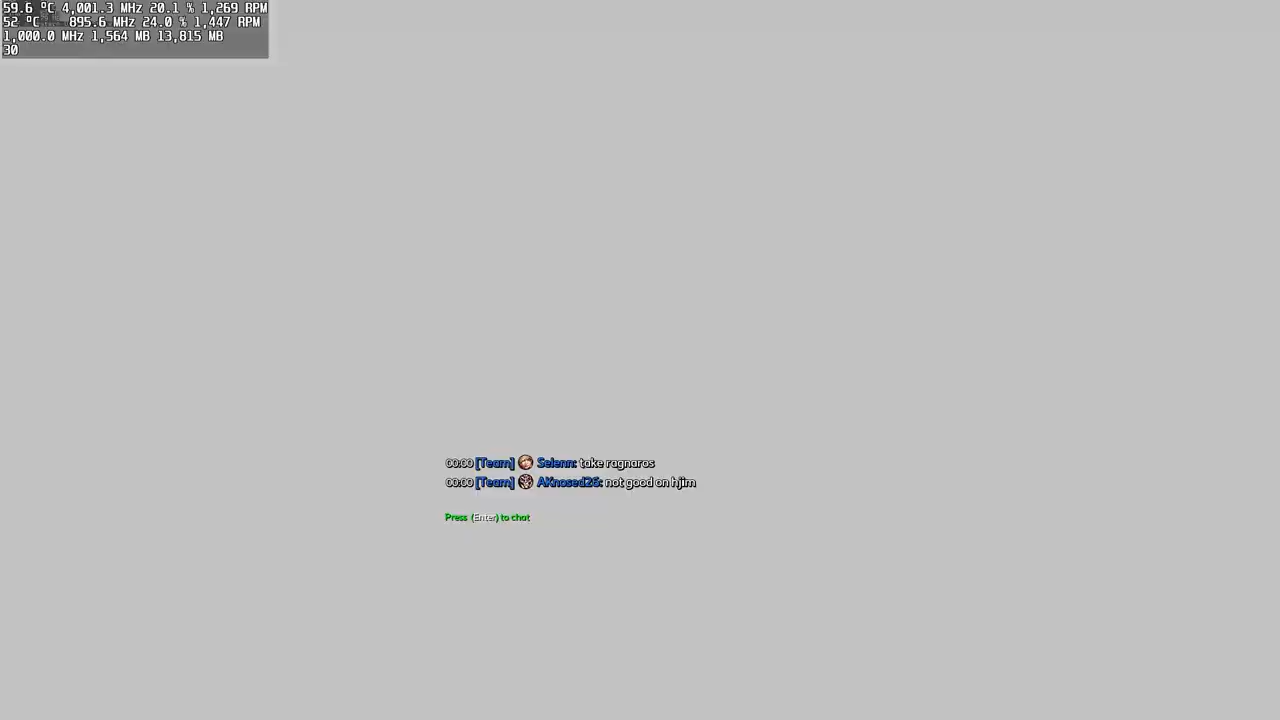 59.6 °C 4,001.3 MHz 20.1 % 1,269 RPM
52 °C 895.6 MHz 24.0 % 1,447 RPM
1,000.0 MHz 1,564 MB 13,815 MB
30
00:00 [Team] Selenn: take ragnaros
00:00 [Team] AKnosed26: not good on hjim
Press (Enter) to chat